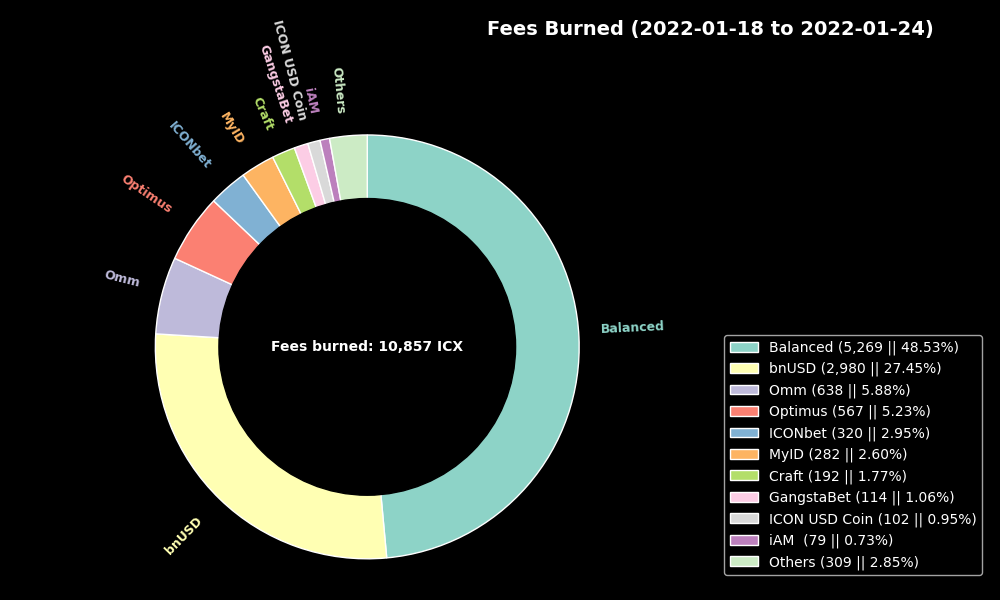 Fees Burned (2022-01-18 to 2022-01-24)
Others
iAM
ICON USD Coin
GangstaBet
Craft
MyID
ICONbet
Optimus
Omm
bnUSD
Balanced
Fees burned: 10,857 ICX
Balanced (5,269 || 48.53%)
bnUSD (2,980 || 27.45%)
Omm (638 || 5.88%)
Optimus (567 || 5.23%)
ICONbet (320 || 2.95%)
MyID (282 || 2.60%)
Craft (192 || 1.77%)
GangstaBet (114 || 1.06%)
ICON USD Coin (102 || 0.95%)
iAM  (79 || 0.73%)
Others (309 || 2.85%)